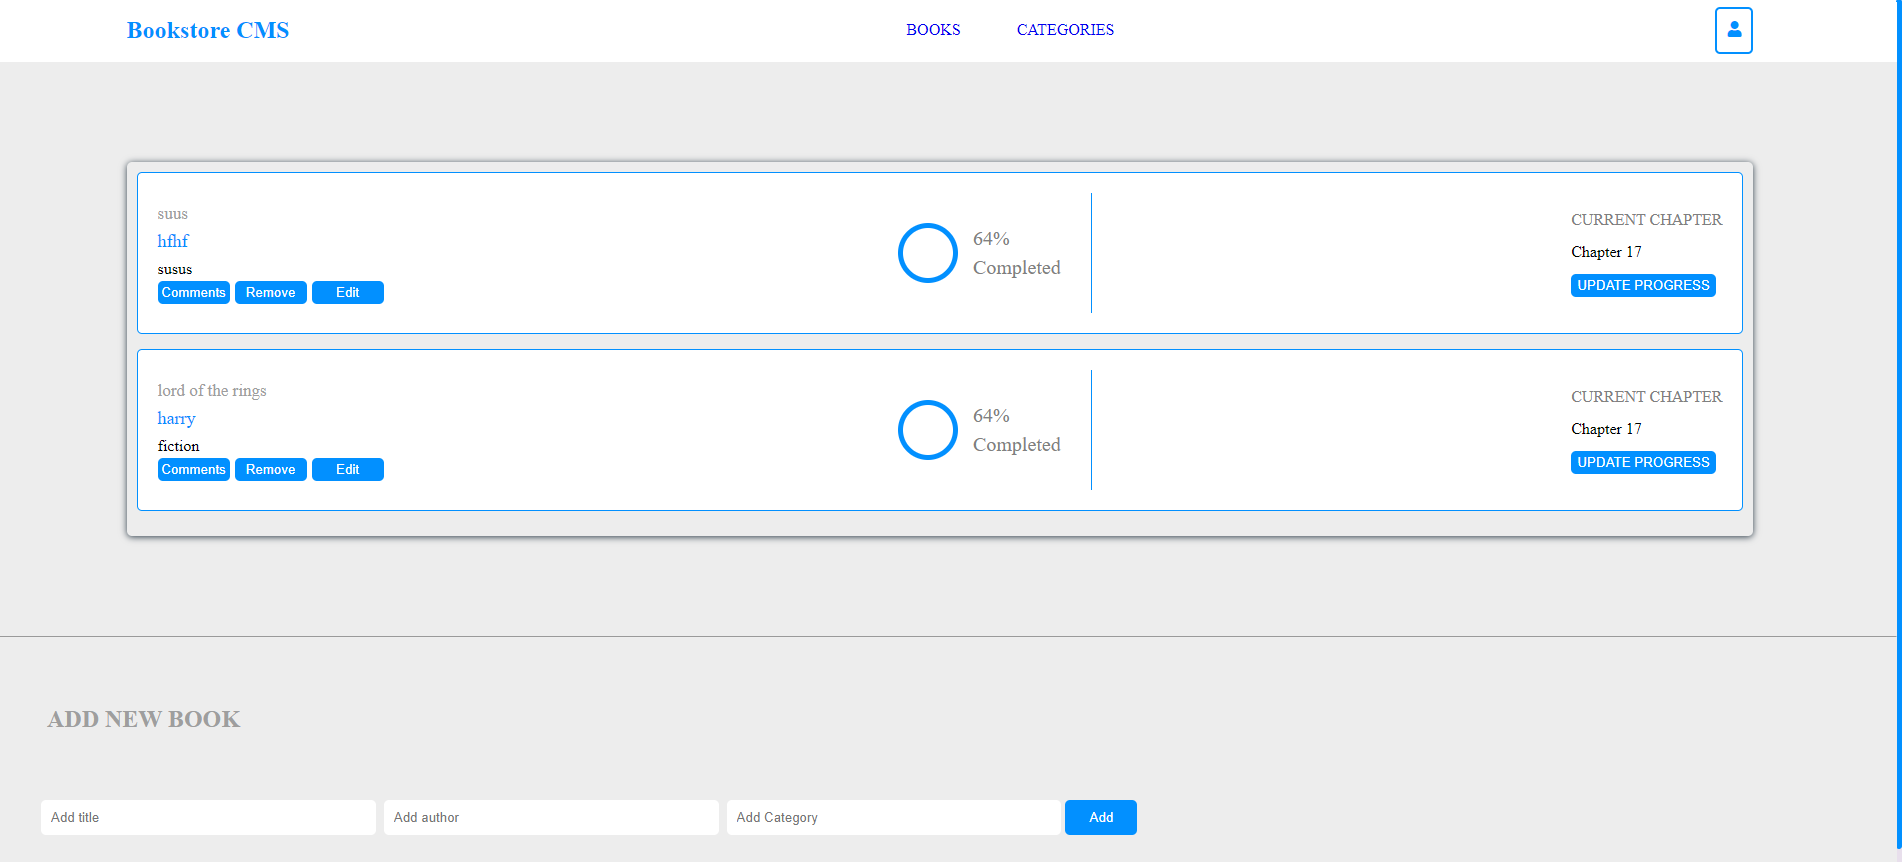 Bookstore CMS
BOOKS
CATEGORIES
suus
hfhf
susus
Comments
Remove
Edit
64%
Completed
CURRENT CHAPTER
Chapter 17
UPDATE PROGRESS
lord of the rings
harry
fiction
Comments
Remove
Edit
64%
Completed
CURRENT CHAPTER
Chapter 17
UPDATE PROGRESS
ADD NEW BOOK
Add title
Add author
Add Category
Add